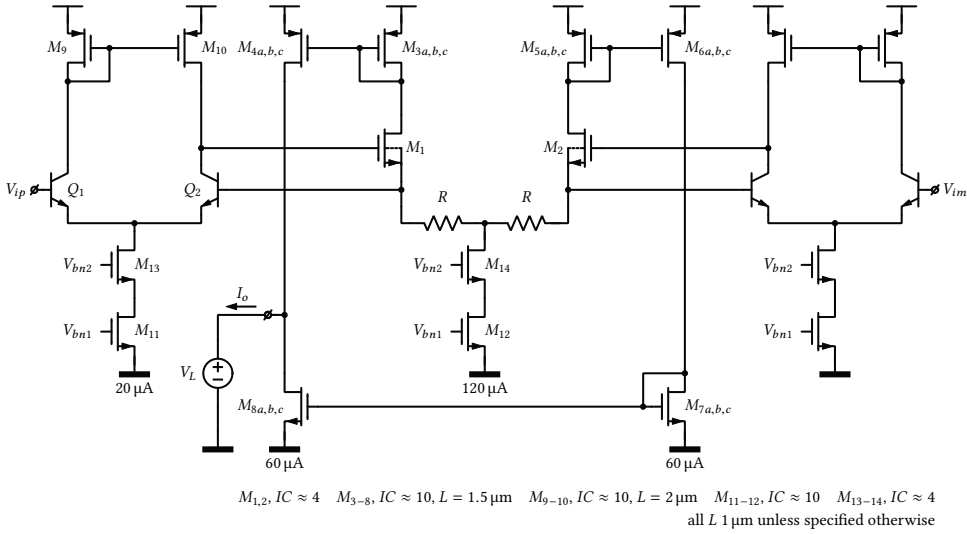 M9 M10 M4a,b,c M3a,b,c M5a,b,c M6a,b,c
M1 M2
Vip Q1 Q2 R R Vim
Vbn2 M13 Vbn2 M14 Vbn2
Io
Vbn1 M11 Vbn1 M12 Vbn1
VL 20 µA 120 µA
M8a,b,c M7a,b,c
60 µA 60 µA
M1,2, IC ≈ 4 M3−8, IC ≈ 10, L = 1.5 µm M9−10, IC ≈ 10, L = 2 µm M11−12, IC ≈ 10 M13−14, IC ≈ 4
all L 1 µm unless specified otherwise